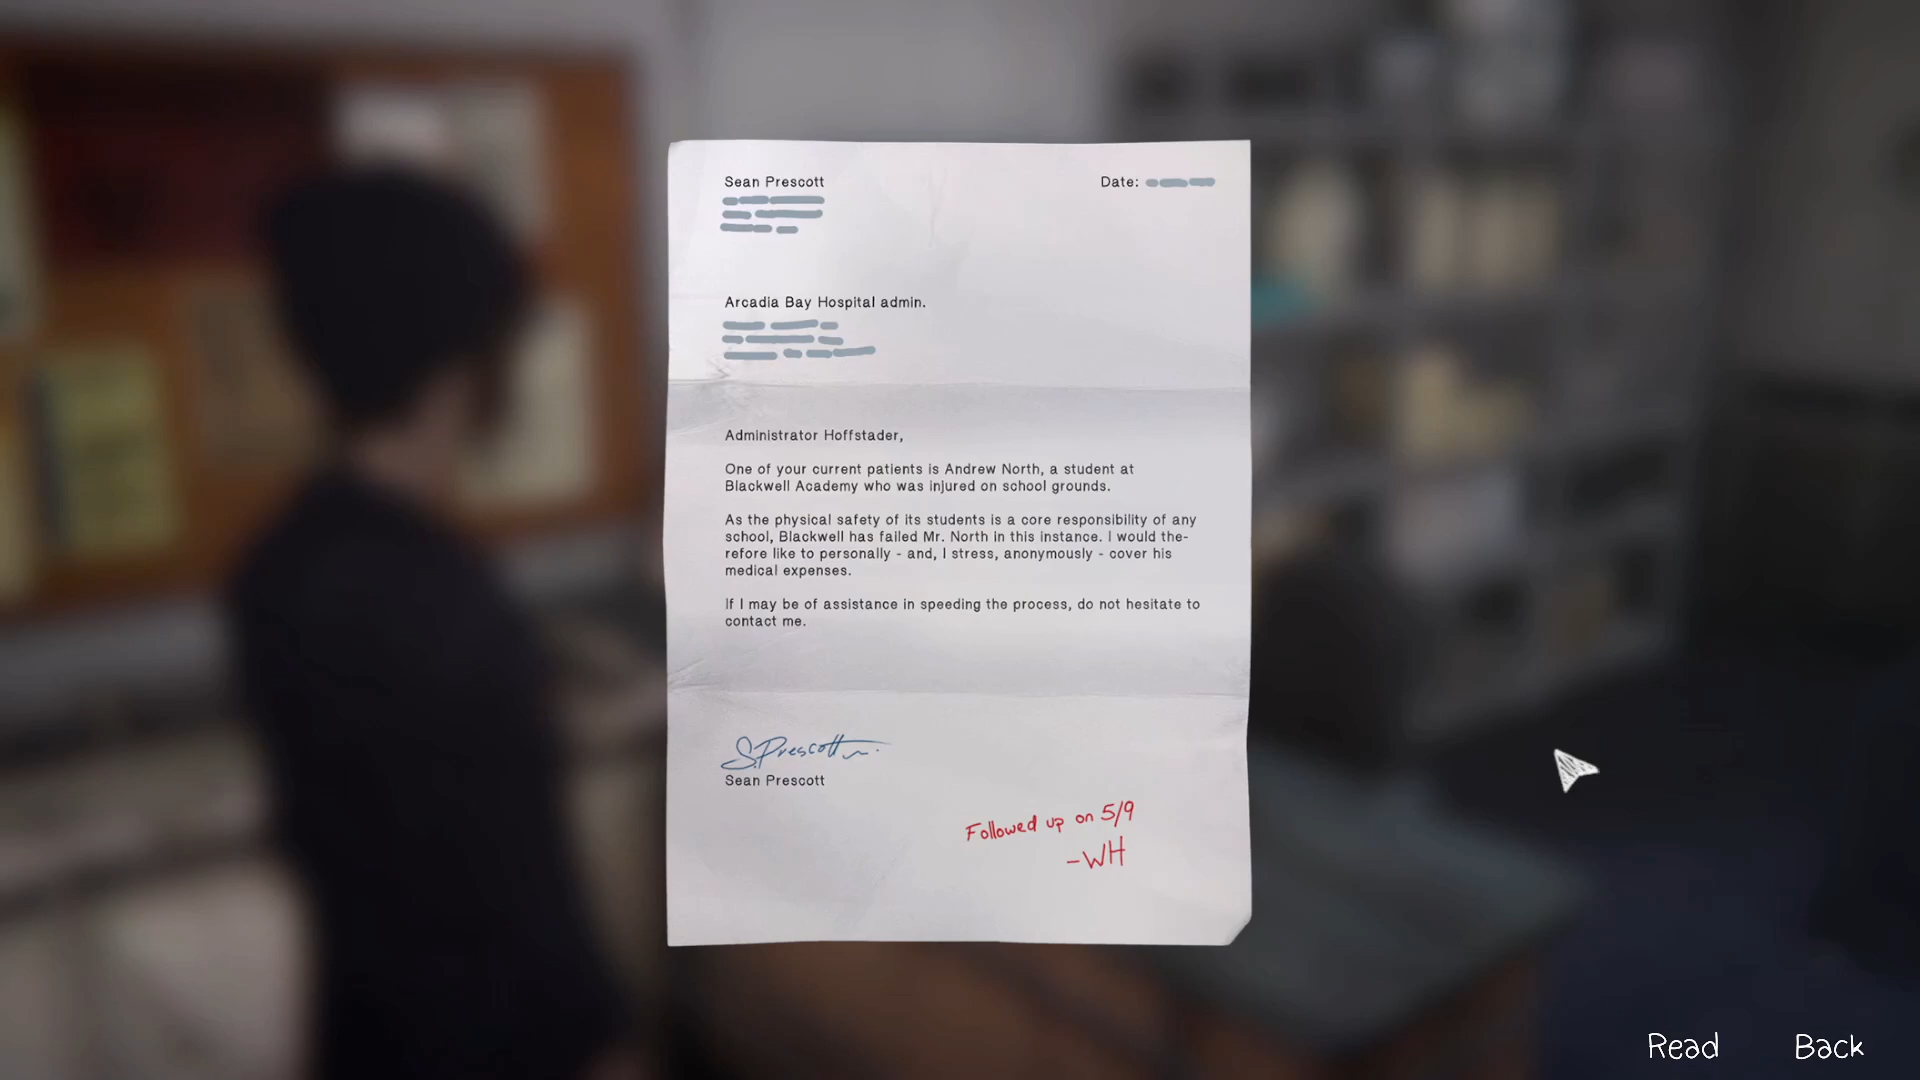 Sean Prescott
Date:
Arcadia Bay Hospital admin.
Administrator Hoffstader,
One of your current patients is Andrew North, a student at
Blackwell Academy who was injured on school grounds.
As the physical safety of its students is a core responsibility of any
school, Blackwell has failed Mr. North in this instance. I would the-
refore like to personally - and, I stress, anonymously - cover his
medical expenses.
If I may be of assistance in speeding the process, do not hesitate to
contact me.
S.Prescott
Sean Prescott
Followed up on 5/9
-WH
Read
Back